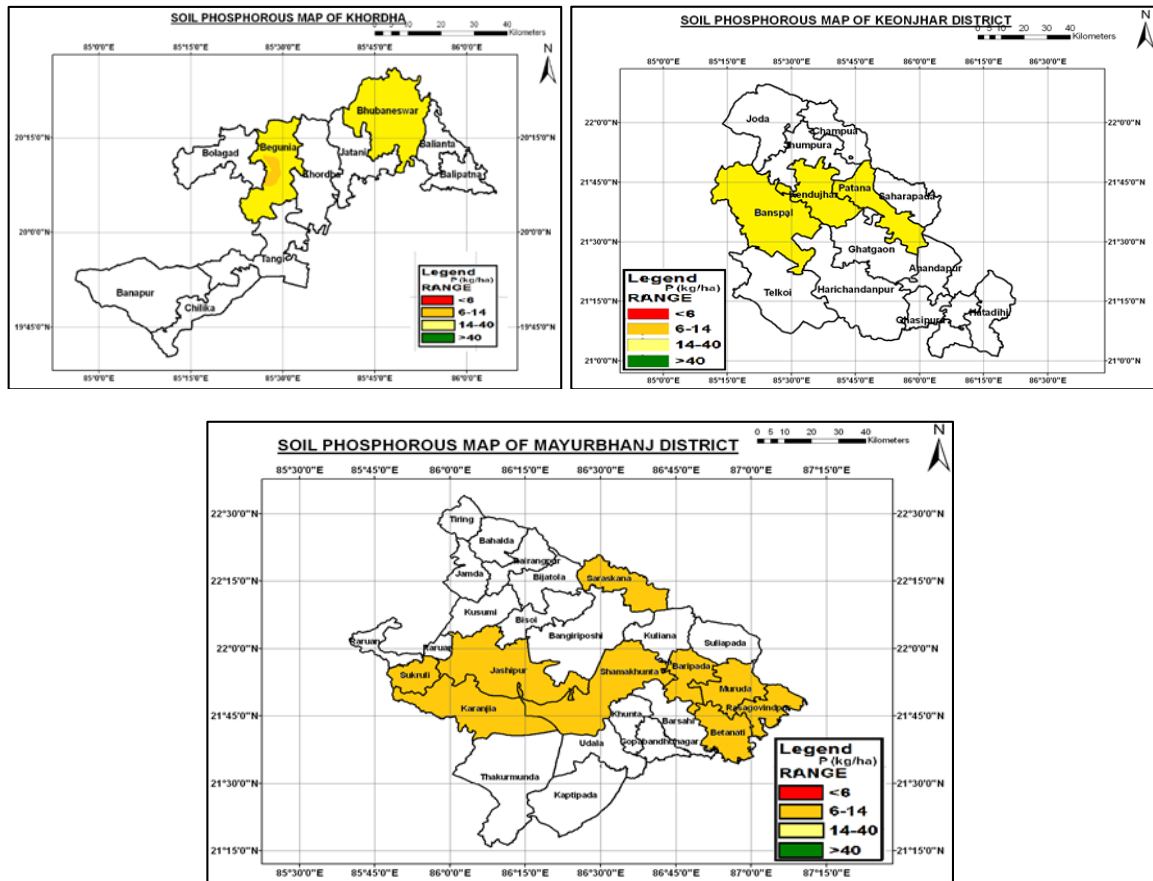 SOIL PHOSPHOROUS MAP OF KHORDHA
0 5 10 20 30 40
Kilometers
N
85°0'0"E 85°15'0"E 85°30'0"E 85°45'0"E 86°0'0"E
20°15'0"N 20°15'0"N
20°0'0"N 20°0'0"N
19°45'0"N 19°45'0"N
Bhubaneswar
Begunia
Bolagad
Jatani
Balianta
Khordha
Balipatna
Tangi
Banapur
Chilika
Legend
P (kg/ha)
RANGE
<6
6-14
14-40
>40
85°0'0"E 85°15'0"E 85°30'0"E 85°45'0"E 86°0'0"E
SOIL PHOSPHOROUS MAP OF KEONJHAR DISTRICT
0 5 10 20 30 40
Kilometers
N
85°0'0"E 85°15'0"E 85°30'0"E 85°45'0"E 86°0'0"E 86°15'0"E 86°30'0"E
22°0'0"N 22°0'0"N
21°45'0"N 21°45'0"N
21°30'0"N 21°30'0"N
21°15'0"N 21°15'0"N
21°0'0"N 21°0'0"N
Joda
Champua
Jhumpura
Kendujhar
Patana
Saharapada
Banspal
Ghatgaon
Anandapur
Telkoi
Harichandanpur
Ghasipura
Hatadihi
Legend
P (kg/ha)
RANGE
<6
6-14
14-40
>40
85°0'0"E 85°15'0"E 85°30'0"E 85°45'0"E 86°0'0"E 86°15'0"E 86°30'0"E
SOIL PHOSPHOROUS MAP OF MAYURBHANJ DISTRICT
0 5 10 20 30 40
Kilometers
N
85°30'0"E 85°45'0"E 86°0'0"E 86°15'0"E 86°30'0"E 86°45'0"E 87°0'0"E 87°15'0"E
22°30'0"N 22°30'0"N
22°15'0"N 22°15'0"N
22°0'0"N 22°0'0"N
21°45'0"N 21°45'0"N
21°30'0"N 21°30'0"N
21°15'0"N 21°15'0"N
Tiring
Bahalda
Rairangpur
Jamda
Bijatola
Saraskana
Kusumi
Bisoi
Bangiriposhi
Kuliana
Suliapada
Raruan
Raruan
Sukruli
Jashipur
Shamakhunta
Baripada
Muruda
Karanjia
Rasagovindpur
Khunta
Barsahi
Betanati
Udala
Gopabandhunagar
Thakurmunda
Kaptipada
Legend
P (kg/ha)
RANGE
<6
6-14
14-40
>40
85°30'0"E 85°45'0"E 86°0'0"E 86°15'0"E 86°30'0"E 86°45'0"E 87°0'0"E 87°15'0"E